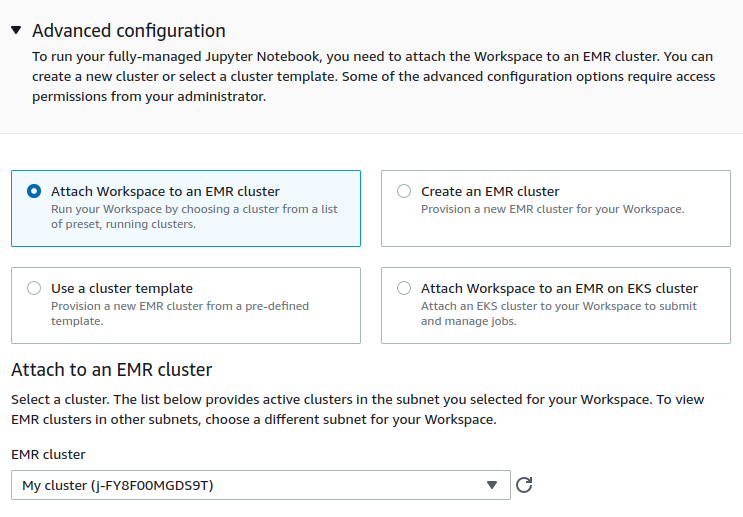 Advanced configuration
To run your fully-managed Jupyter Notebook, you need to attach the Workspace to an EMR cluster. You can
create a new cluster or select a cluster template. Some of the advanced configuration options require access
permissions from your administrator.
Attach Workspace to an EMR cluster
Run your Workspace by choosing a cluster from a list
of preset, running clusters.
Create an EMR cluster
Provision a new EMR cluster for your Workspace.
Use a cluster template
Provision a new EMR cluster from a pre-defined
template.
Attach Workspace to an EMR on EKS cluster
Attach an EKS cluster to your Workspace to submit
and manage jobs.
Attach to an EMR cluster
Select a cluster. The list below provides active clusters in the subnet you selected for your Workspace. To view
EMR clusters in other subnets, choose a different subnet for your Workspace.
EMR cluster
My cluster (j-FY8F00MGDS9T)